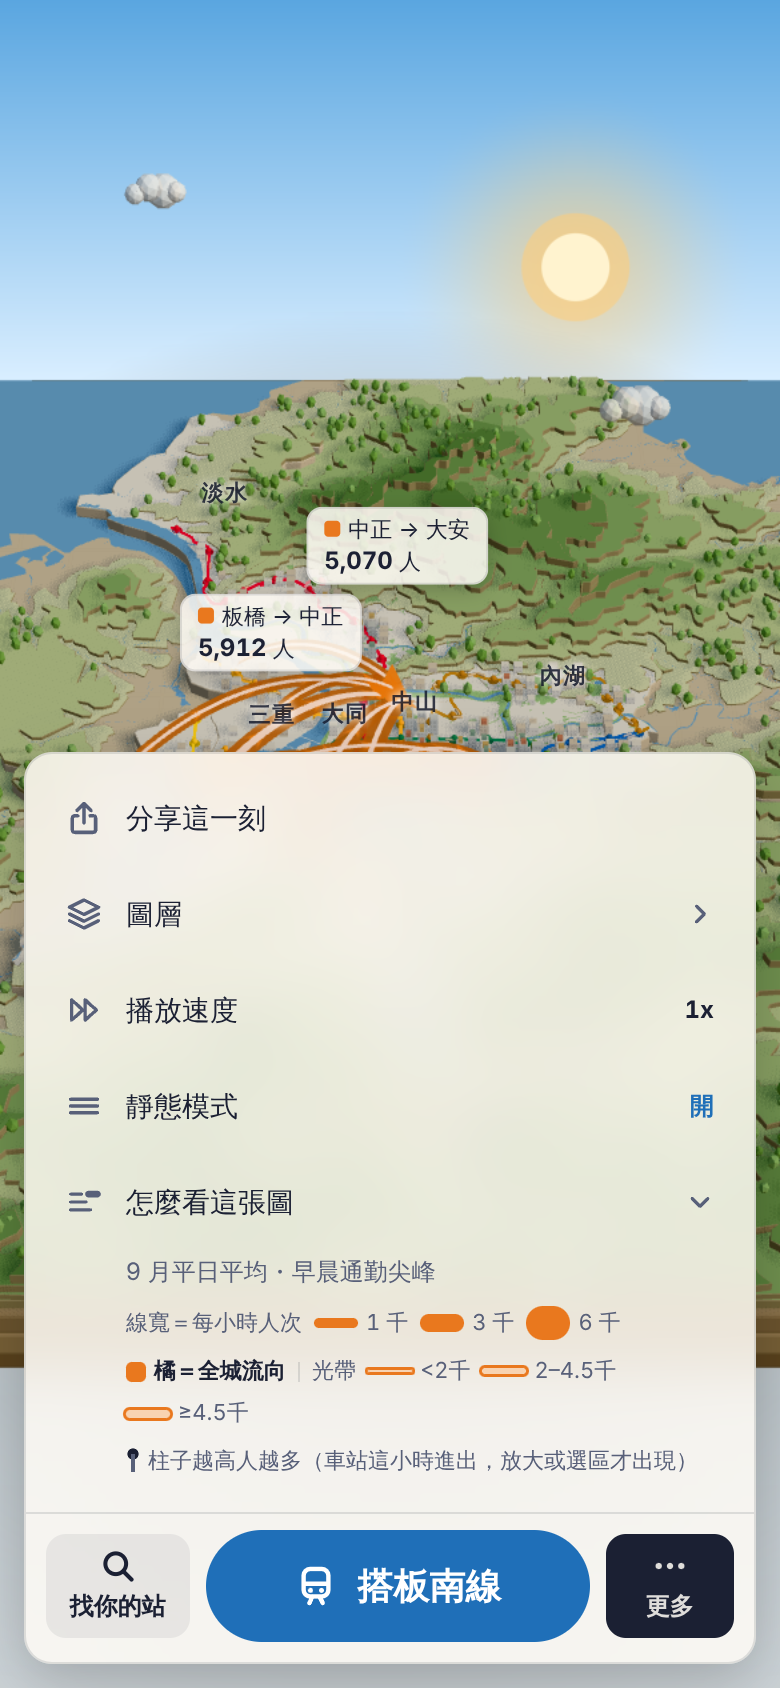 淡水
中正 → 大安
5,070 人
板橋 → 中正
5,912 人
內湖
三重 大同 中山
分享這一刻
圖層
播放速度 1x
靜態模式 開
怎麼看這張圖
9 月平日平均・早晨通勤尖峰
線寬＝每小時人次 1 千 3 千 6 千
橘＝全城流向 | 光帶 <2千 2–4.5千
≥4.5千
柱子越高人越多（車站這小時進出，放大或選區才出現）
找你的站 搭板南線 更多